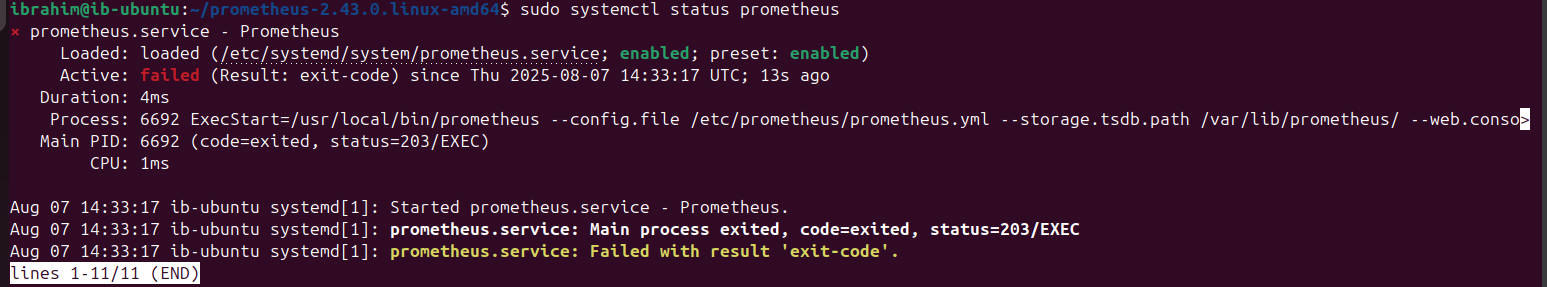 ibrahim@ib-ubuntu:~/prometheus-2.43.0.linux-amd64$ sudo systemctl status prometheus
× prometheus.service - Prometheus
Loaded: loaded (/etc/systemd/system/prometheus.service; enabled; preset: enabled)
Active: failed (Result: exit-code) since Thu 2025-08-07 14:33:17 UTC; 13s ago
Duration: 4ms
Process: 6692 ExecStart=/usr/local/bin/prometheus --config.file /etc/prometheus/prometheus.yml --storage.tsdb.path /var/lib/prometheus/ --web.conso>
Main PID: 6692 (code=exited, status=203/EXEC)
CPU: 1ms
Aug 07 14:33:17 ib-ubuntu systemd[1]: Started prometheus.service - Prometheus.
Aug 07 14:33:17 ib-ubuntu systemd[1]: prometheus.service: Main process exited, code=exited, status=203/EXEC
Aug 07 14:33:17 ib-ubuntu systemd[1]: prometheus.service: Failed with result 'exit-code'.
lines 1-11/11 (END)